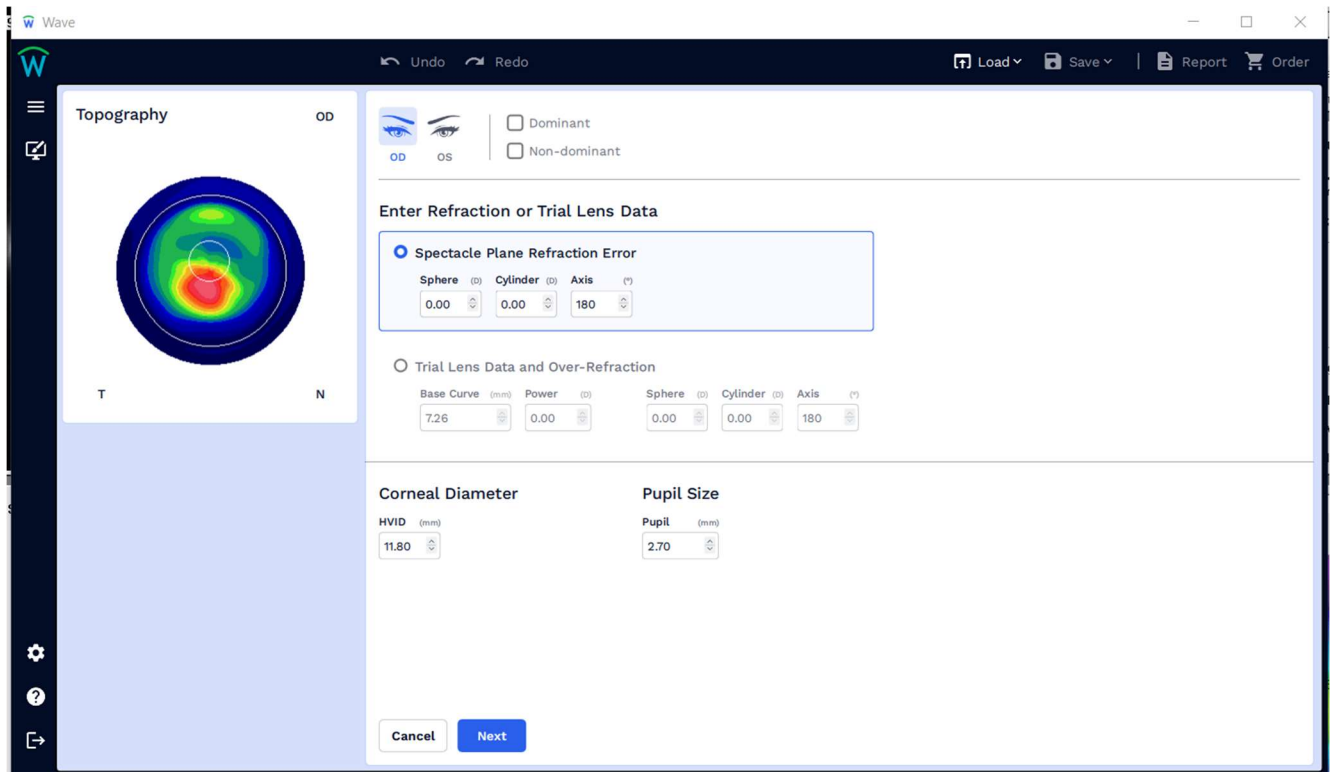 Wave
W
Undo Redo Load Save | Report Order
Topography OD
OD OS
Dominant
Non-dominant
T N
Enter Refraction or Trial Lens Data
Spectacle Plane Refraction Error
Sphere (D) Cylinder (D) Axis (°)
0.00 0.00 180
Trial Lens Data and Over-Refraction
Base Curve (mm) Power (D) Sphere (D) Cylinder (D) Axis (°)
7.26 0.00 0.00 0.00 180
Corneal Diameter Pupil Size
HVID (mm) Pupil (mm)
11.80 2.70
Cancel Next